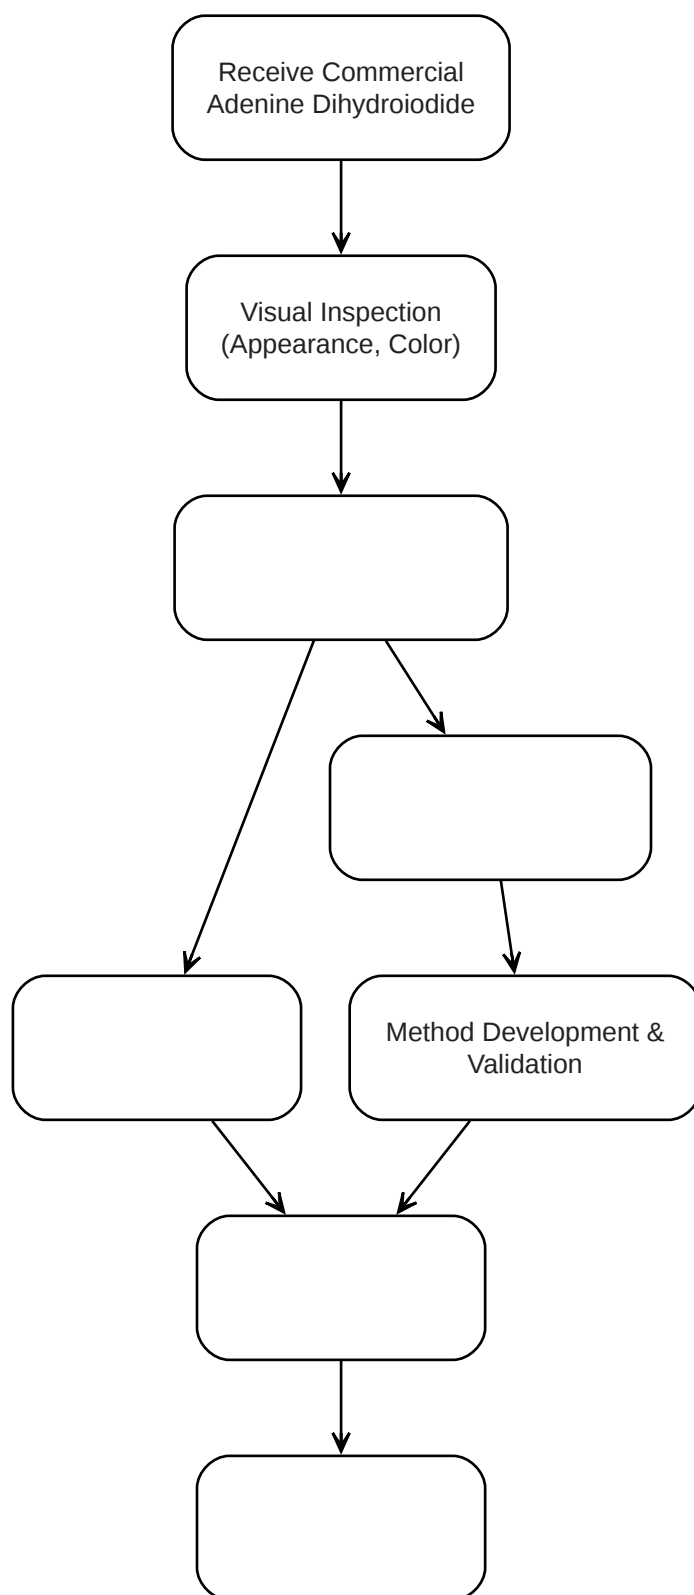 Receive Commercial
Adenine Dihydroiodide
Visual Inspection
(Appearance, Color)
Method Development &
Validation